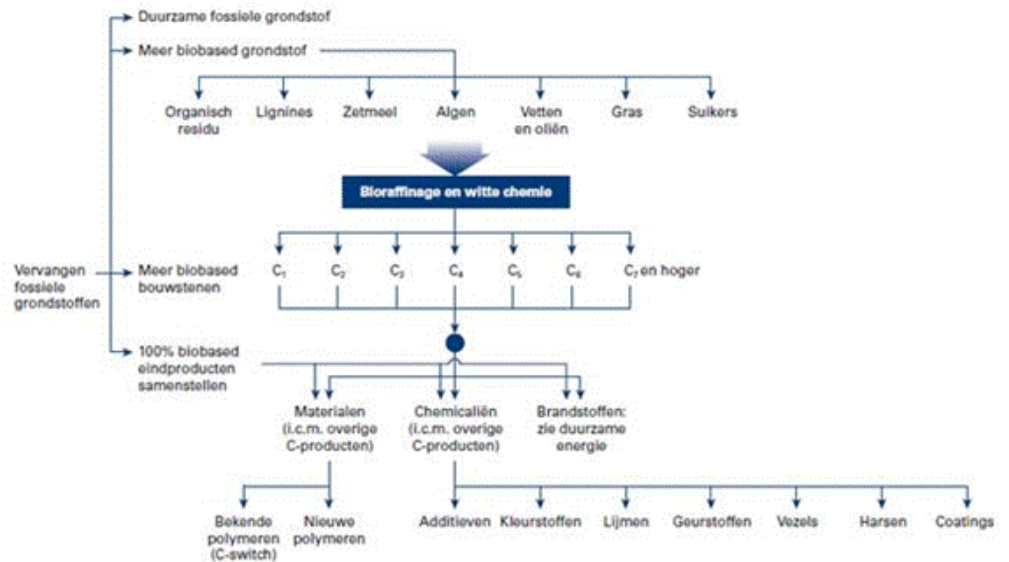 Duurzame fossiele grondstof
Meer biobased grondstof
Organisch
residu
Lignines
Zetmeel
Algen
Vetten
en oliën
Gras
Suikers
Bioraffinage en witte chemie
Vervangen
fossiele
grondstoffen
Meer biobased
bouwstenen
C₁
C₂
C₃
C₄
C₅
C₆
C₇ en hoger
100% biobased
eindproducten
samenstellen
Materialen
(i.c.m. overige
C-producten)
Chemicaliën
(i.c.m. overige
C-producten)
Brandstoffen:
zie duurzame
energie
Bekende
polymeren
(C-switch)
Nieuwe
polymeren
Additieven
Kleurstoffen
Lijmen
Geurstoffen
Vezels
Harsen
Coatings